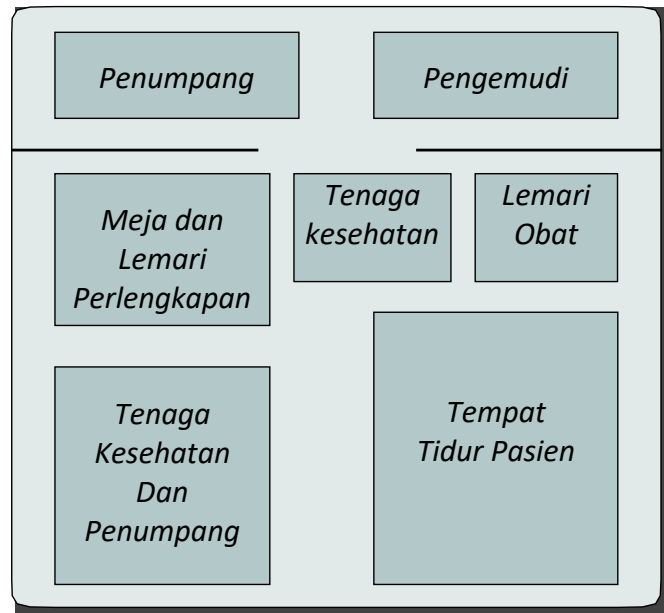 Penumpang
Pengemudi
Meja dan
Lemari
Perlengkapan
Tenaga
kesehatan
Lemari
Obat
Tenaga
Kesehatan
Dan
Penumpang
Tempat
Tidur Pasien